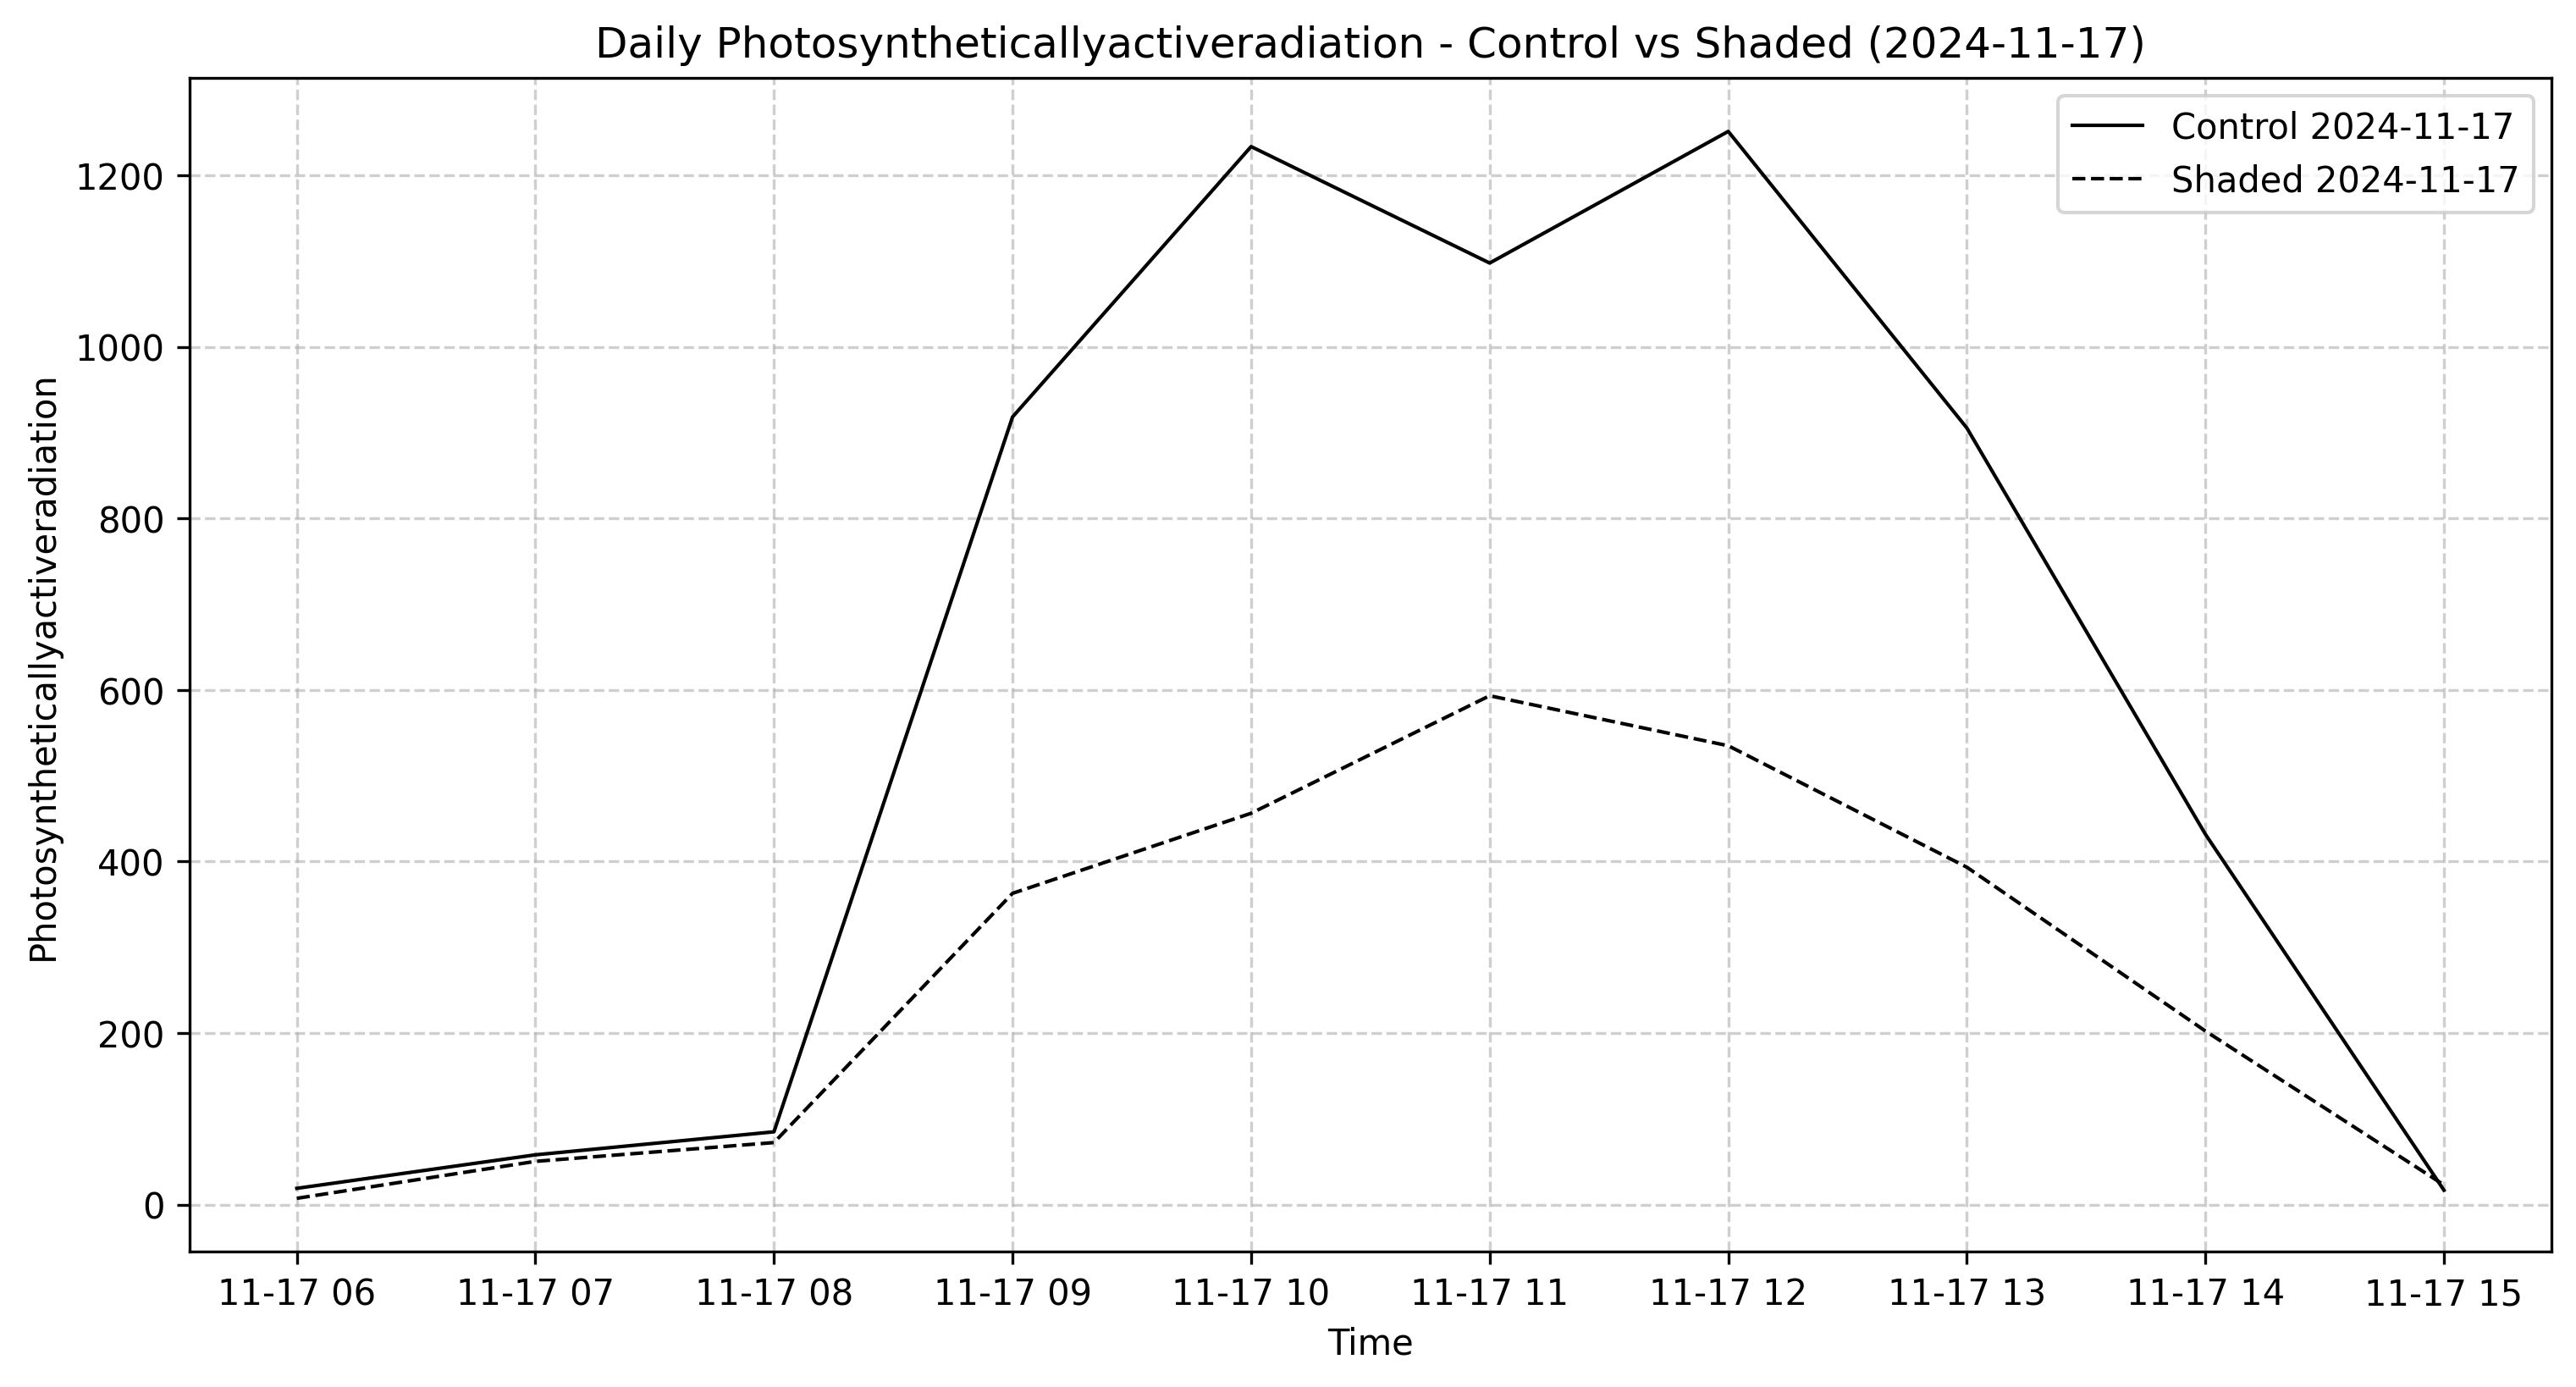 Daily Photosyntheticallyactiveradiation - Control vs Shaded (2024-11-17)
Control 2024-11-17
Shaded 2024-11-17
Photosyntheticallyactiveradiation
1200
1000
800
600
400
200
0
11-17 06 11-17 07 11-17 08 11-17 09 11-17 10 11-17 11 11-17 12 11-17 13 11-17 14 11-17 15
Time